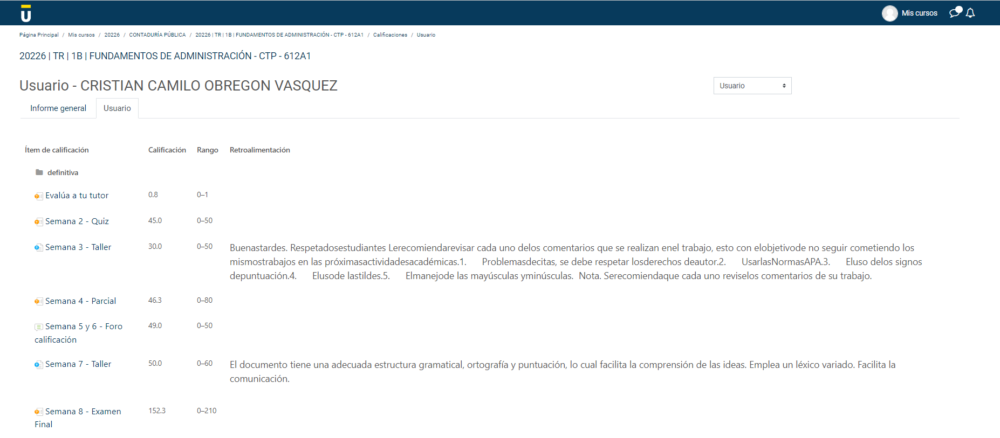 U
Mis cursos
Página Principal / Mis cursos / 20226 / CONTADURÍA PÚBLICA / 20226 | TR | 1B | FUNDAMENTOS DE ADMINISTRACIÓN - CTP - 612A1 / Calificaciones / Usuario
20226 | TR | 1B | FUNDAMENTOS DE ADMINISTRACIÓN - CTP - 612A1
Usuario - CRISTIAN CAMILO OBREGON VASQUEZ
Usuario
Informe general Usuario
Ítem de calificación Calificación Rango Retroalimentación
definitiva
Evalúa a tu tutor 0.8 0–1
Semana 2 - Quiz 45.0 0–50
Semana 3 - Taller 30.0 0–50 Buenastardes. Respetadosestudiantes Lerecomiendarevisar cada uno delos comentarios que se realizan enel trabajo, esto con elobjetivode no seguir cometiendo los
mismostrabajos en las próximasactividadesacadémicas.1. Problemasdecitas, se debe respetar losderechos deautor.2. UsarlasNormasAPA.3. Eluso delos signos
depuntuación.4. Elusode lastildes.5. Elmanejode las mayúsculas yminúsculas. Nota. Serecomiendaque cada uno reviselos comentarios de su trabajo.
Semana 4 - Parcial 46.3 0–80
Semana 5 y 6 - Foro 49.0 0–50
calificación
Semana 7 - Taller 50.0 0–60 El documento tiene una adecuada estructura gramatical, ortografía y puntuación, lo cual facilita la comprensión de las ideas. Emplea un léxico variado. Facilita la
comunicación.
Semana 8 - Examen 152.3 0–210
Final